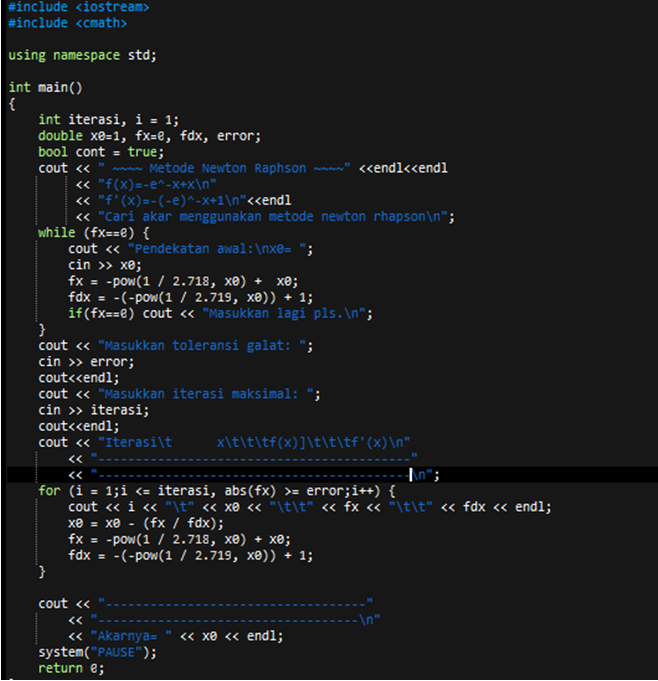 #include <iostream>
#include <cmath>
using namespace std;
int main()
{
int iterasi, i = 1;
double x0=1, fx=0, fdx, error;
bool cont = true;
cout << " ~~~~ Metode Newton Raphson ~~~~" <<endl<<endl
<< "f(x)=-e^-x+x\n"
<< "f'(x)=-(-e)^-x+1\n"<<endl
<< "Cari akar menggunakan metode newton rhapson\n";
while (fx==0) {
cout << "Pendekatan awal:\nx0= ";
cin >> x0;
fx = -pow(1 / 2.718, x0) +  x0;
fdx = -(-pow(1 / 2.719, x0)) + 1;
if(fx==0) cout << "Masukkan lagi pls.\n";
}
cout << "Masukkan toleransi galat: ";
cin >> error;
cout<<endl;
cout << "Masukkan iterasi maksimal: ";
cin >> iterasi;
cout<<endl;
cout << "Iterasi\t      x\t\t\tf(x)]\t\t\tf'(x)\n"
<< "------------------------------------------"
<< "------------------------------------------\n";
for (i = 1;i <= iterasi, abs(fx) >= error;i++) {
cout << i << "\t" << x0 << "\t\t" << fx << "\t\t" << fdx << endl;
x0 = x0 - (fx / fdx);
fx = -pow(1 / 2.718, x0) + x0;
fdx = -(-pow(1 / 2.719, x0)) + 1;
}
cout << "-----------------------------------"
<< "-----------------------------------\n"
<< "Akarnya= " << x0 << endl;
system("PAUSE");
return 0;